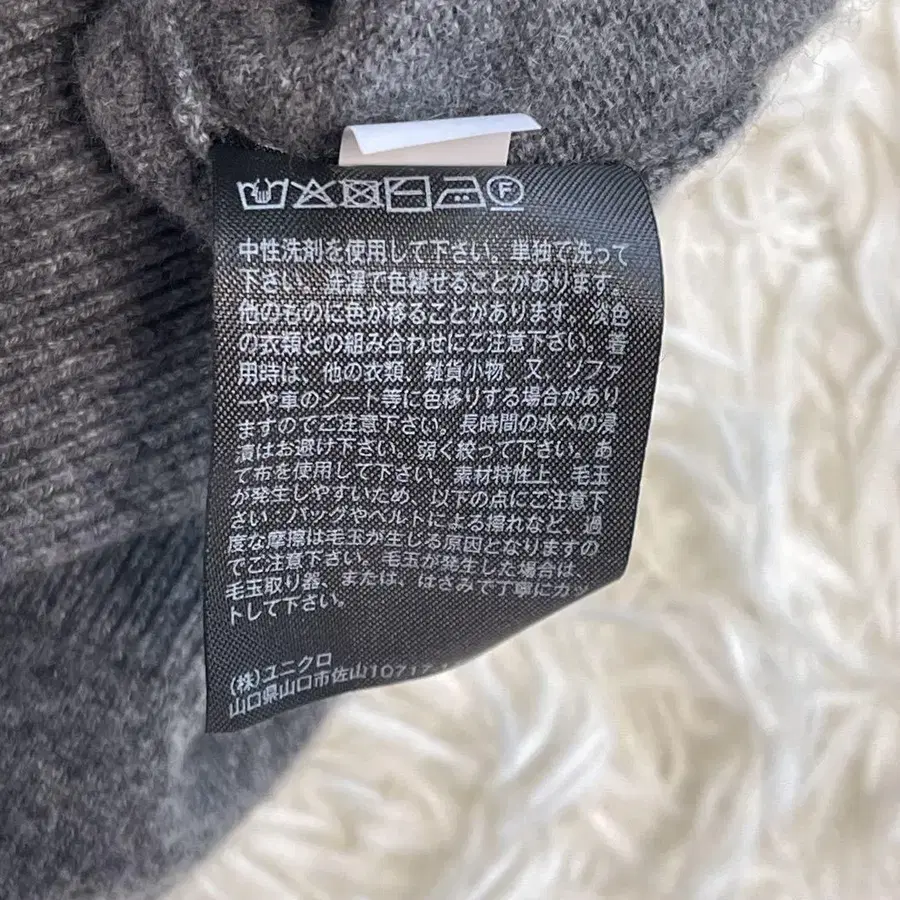 F
中性洗剤を使用して下さい。単独で洗って
下さい。洗濯で色褪せることがあります。
他のものに色が移ることがあります。淡色
の衣類との組み合わせにご注意下さい。着
用時は、他の衣類、雑貨小物、又、ソファ
ーや車のシート等に色移りする場合があり
ますのでご注意下さい。長時間の水への浸
漬はお避け下さい。弱く絞って下さい。あ
て布を使用して下さい。素材特性上、毛玉
が発生しやすいため、以下の点にご注意下
さい・バッグやベルトによる擦れなど、過
度な摩擦は毛玉が生じる原因となりますの
でご注意下さい。毛玉が発生した場合は、
毛玉取り器、または、はさみで丁寧にカッ
トして下さい。
(株)ユニクロ
山口県山口市佐山10717-1